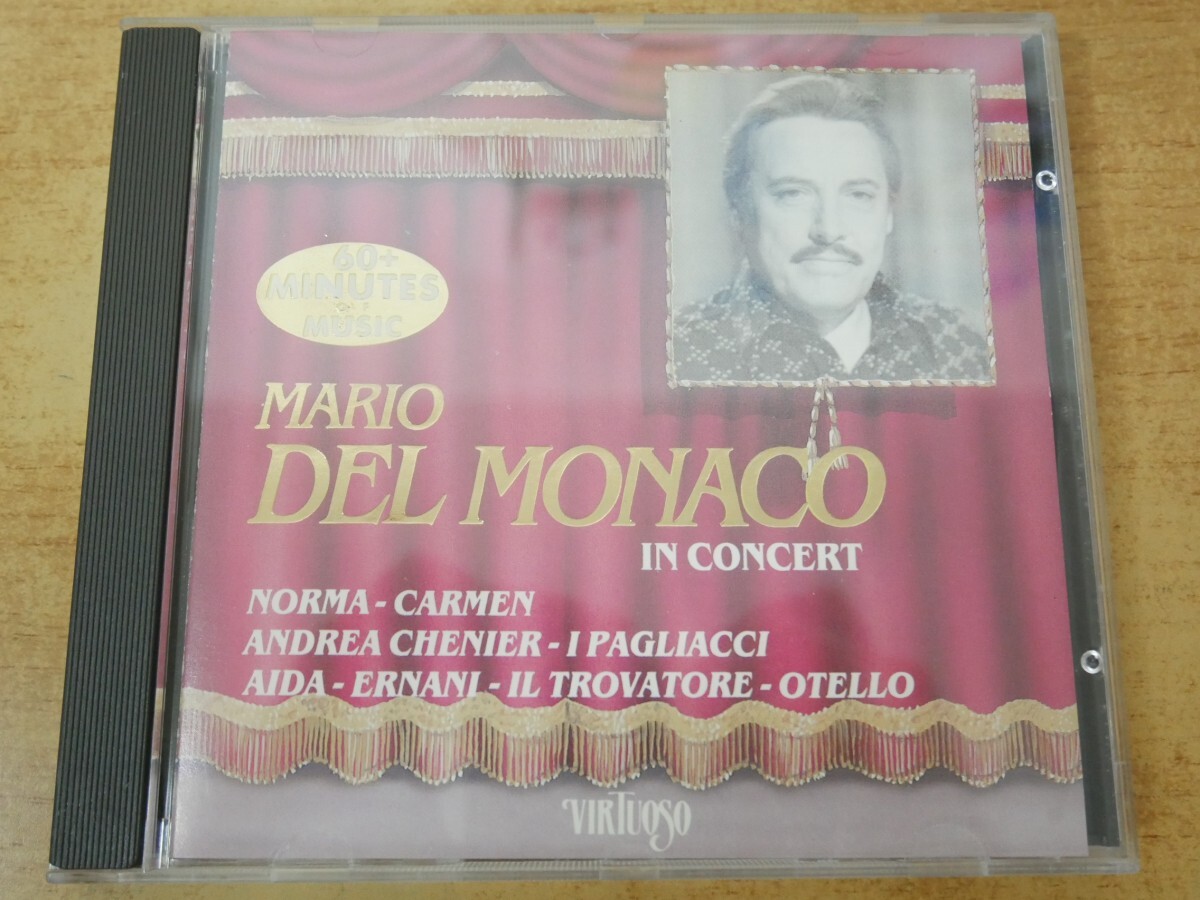 60+
MINUTES
OF
MUSIC
MARIO
DEL MONACO
IN CONCERT
NORMA - CARMEN
ANDREA CHENIER - I PAGLIACCI
AIDA - ERNANI - IL TROVATORE - OTELLO
VIRTUOSO